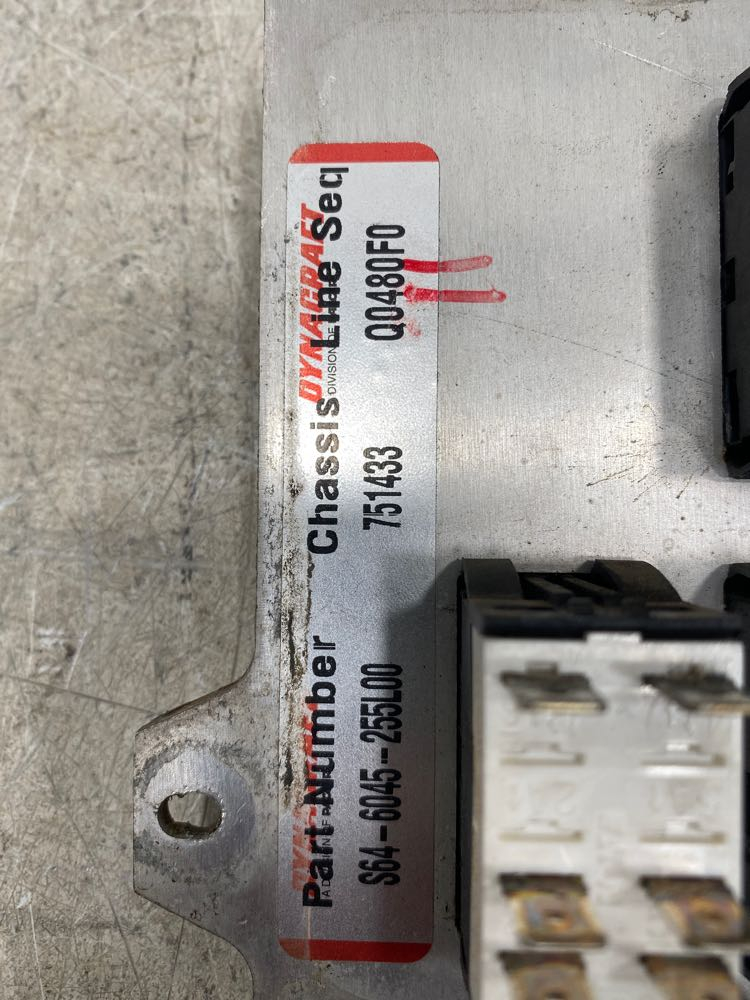 DYNACRAFT
Part Number Chassis Line Seq
S64-6045-255L00 751433 Q0480F0